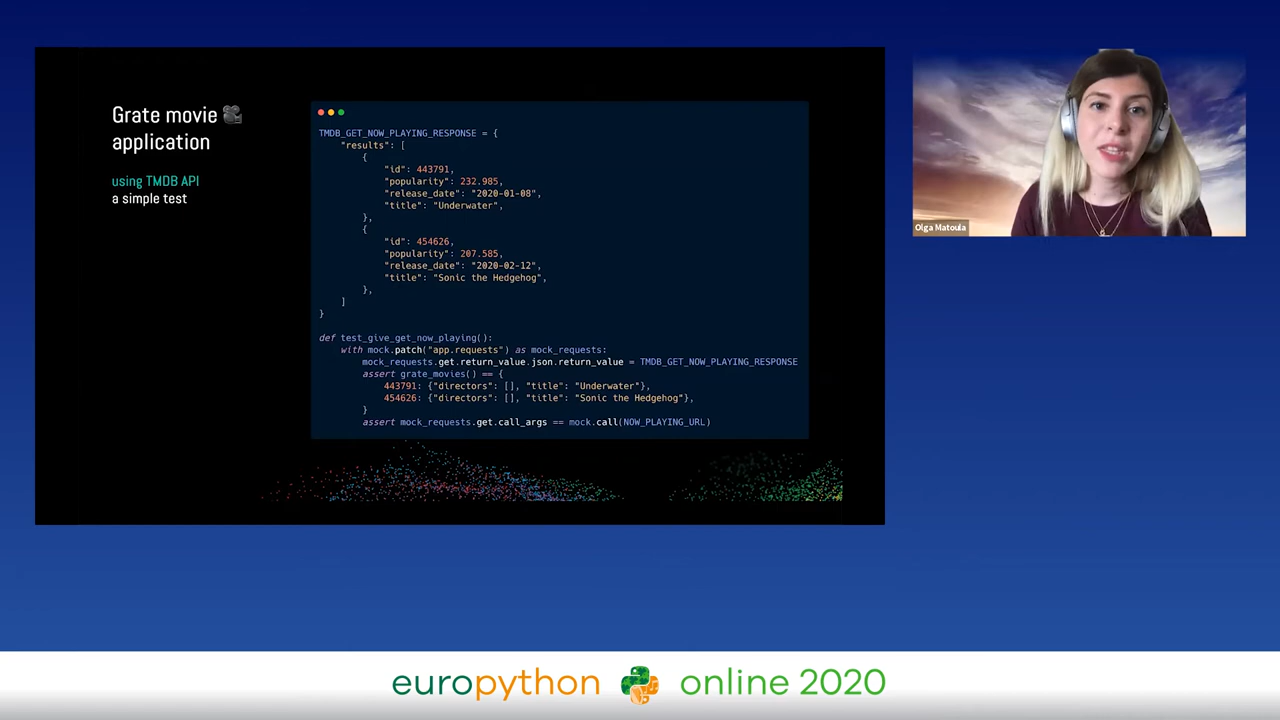 Grate movie
application
using TMDB API
a simple test
TMDB_GET_NOW_PLAYING_RESPONSE = {
"results": [
{
"id": 443791,
"popularity": 232.985,
"release_date": "2020-01-08",
"title": "Underwater",
},
{
"id": 454626,
"popularity": 207.585,
"release_date": "2020-02-12",
"title": "Sonic the Hedgehog",
},
]
}
def test_give_get_now_playing():
with mock.patch("app.requests") as mock_requests:
mock_requests.get.return_value.json.return_value = TMDB_GET_NOW_PLAYING_RESPONSE
assert grate_movies() == {
443791: {"directors": [], "title": "Underwater"},
454626: {"directors": [], "title": "Sonic the Hedgehog"},
}
assert mock_requests.get.call_args == mock.call(NOW_PLAYING_URL)
Olga Matoula
europython online 2020